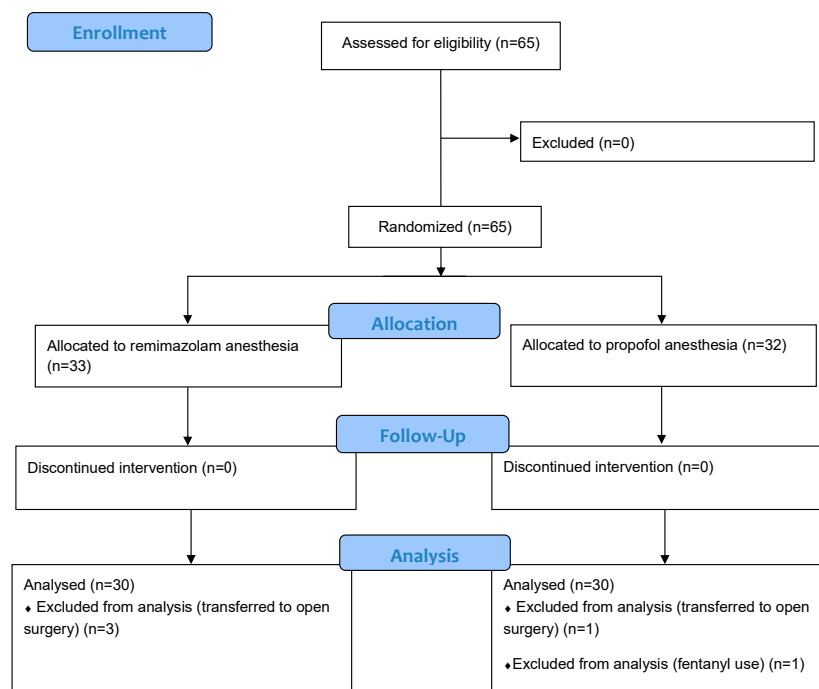 Enrollment
Assessed for eligibility (n=65)
Excluded (n=0)
Randomized (n=65)
Allocation
Allocated to remimazolam anesthesia
(n=33)
Allocated to propofol anesthesia (n=32)
Follow-Up
Discontinued intervention (n=0)
Discontinued intervention (n=0)
Analysis
Analysed (n=30)
♦ Excluded from analysis (transferred to open
surgery) (n=3)
Analysed (n=30)
♦ Excluded from analysis (transferred to open
surgery) (n=1)
♦Excluded from analysis (fentanyl use) (n=1)